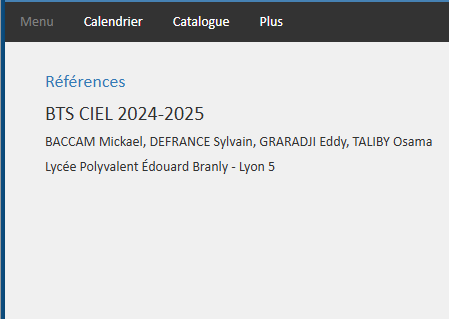 Menu Calendrier Catalogue Plus
Références
BTS CIEL 2024-2025
BACCAM Mickael, DEFRANCE Sylvain, GRARADJI Eddy, TALIBY Osama
Lycée Polyvalent Édouard Branly - Lyon 5